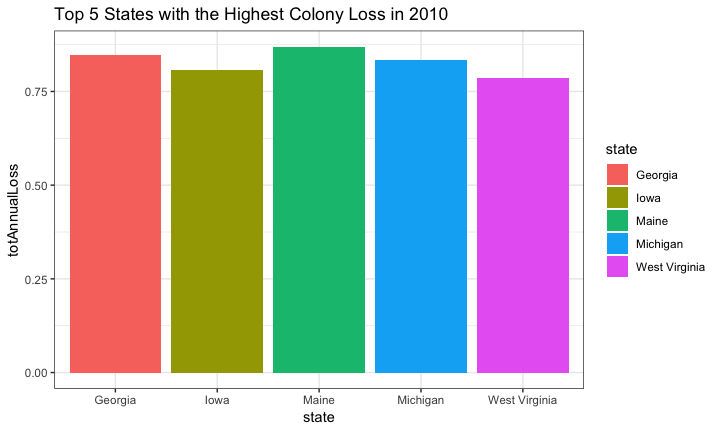 Top 5 States with the Highest Colony Loss in 2010
totAnnualLoss
0.75
0.50
0.25
0.00
Georgia
Iowa
Maine
Michigan
West Virginia
state
state
Georgia
Iowa
Maine
Michigan
West Virginia